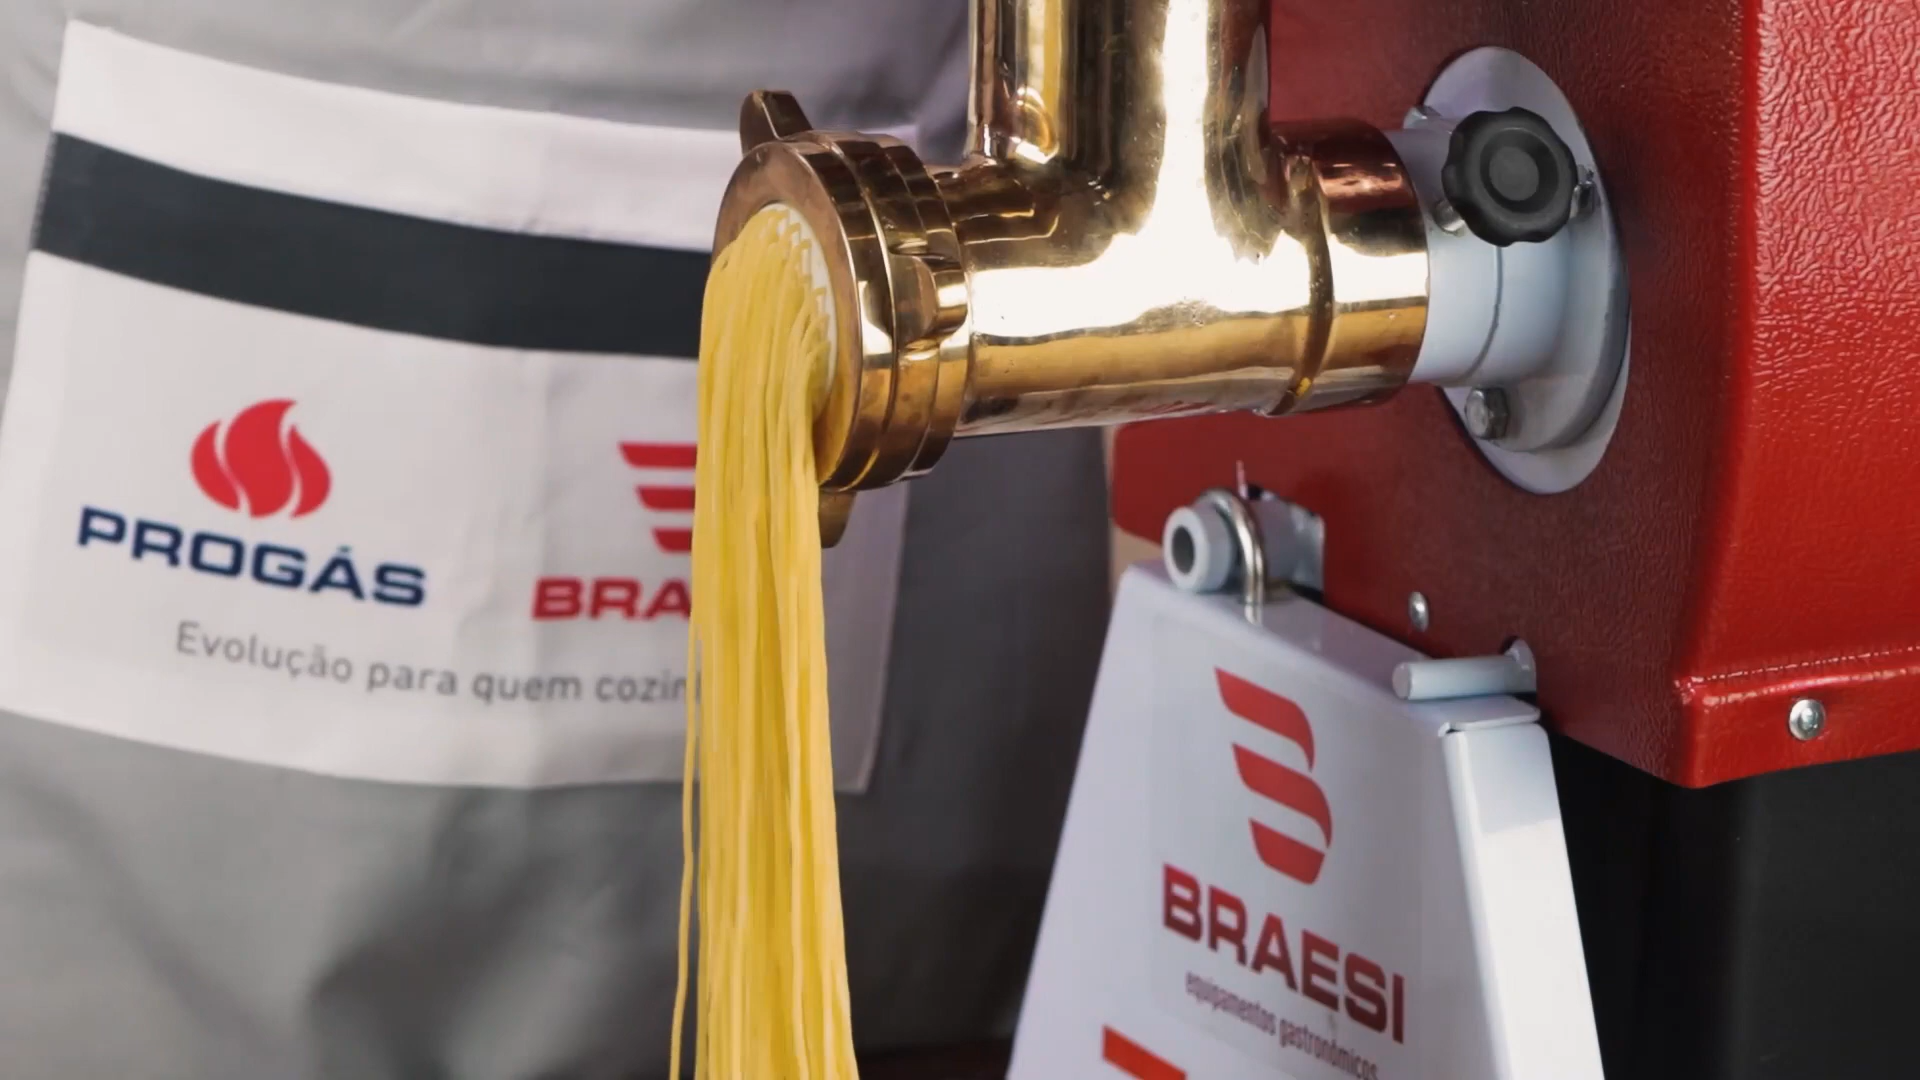 PROGÁS
BRA
Evolução para quem cozin
BRAESI
equipamentos gastronômicos